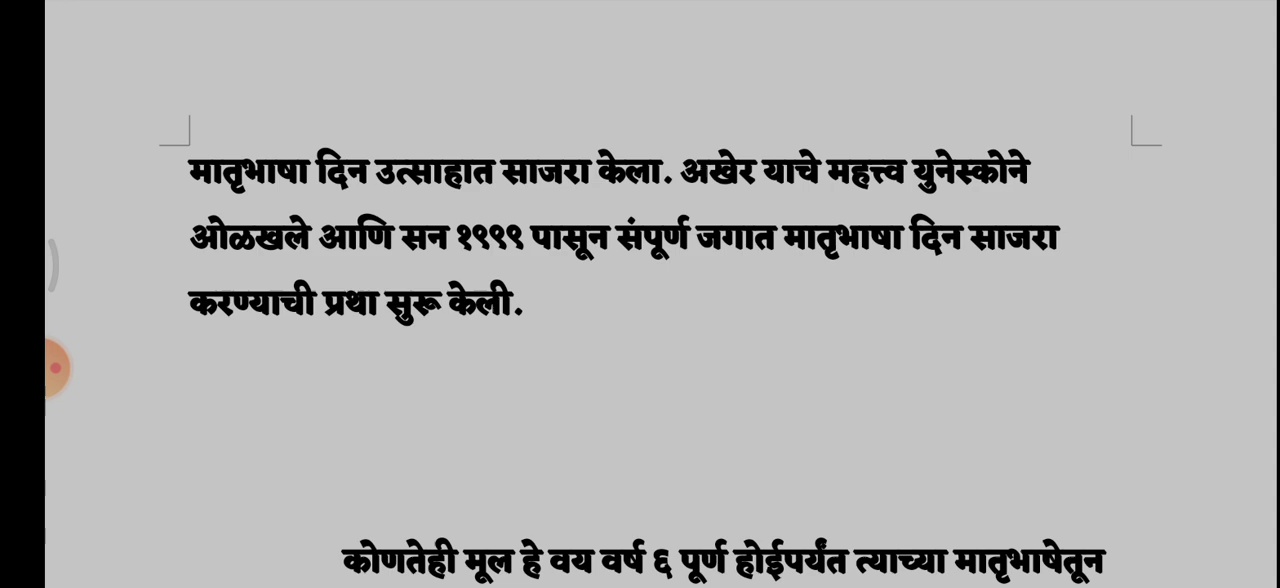 मातृभाषा दिन उत्साहात साजरा केला. अखेर याचे महत्त्व युनेस्कोने
ओळखले आणि सन १९९९ पासून संपूर्ण जगात मातृभाषा दिन साजरा
करण्याची प्रथा सुरू केली.
कोणतेही मूल हे वय वर्ष ६ पूर्ण होईपर्यंत त्याच्या मातृभाषेतून